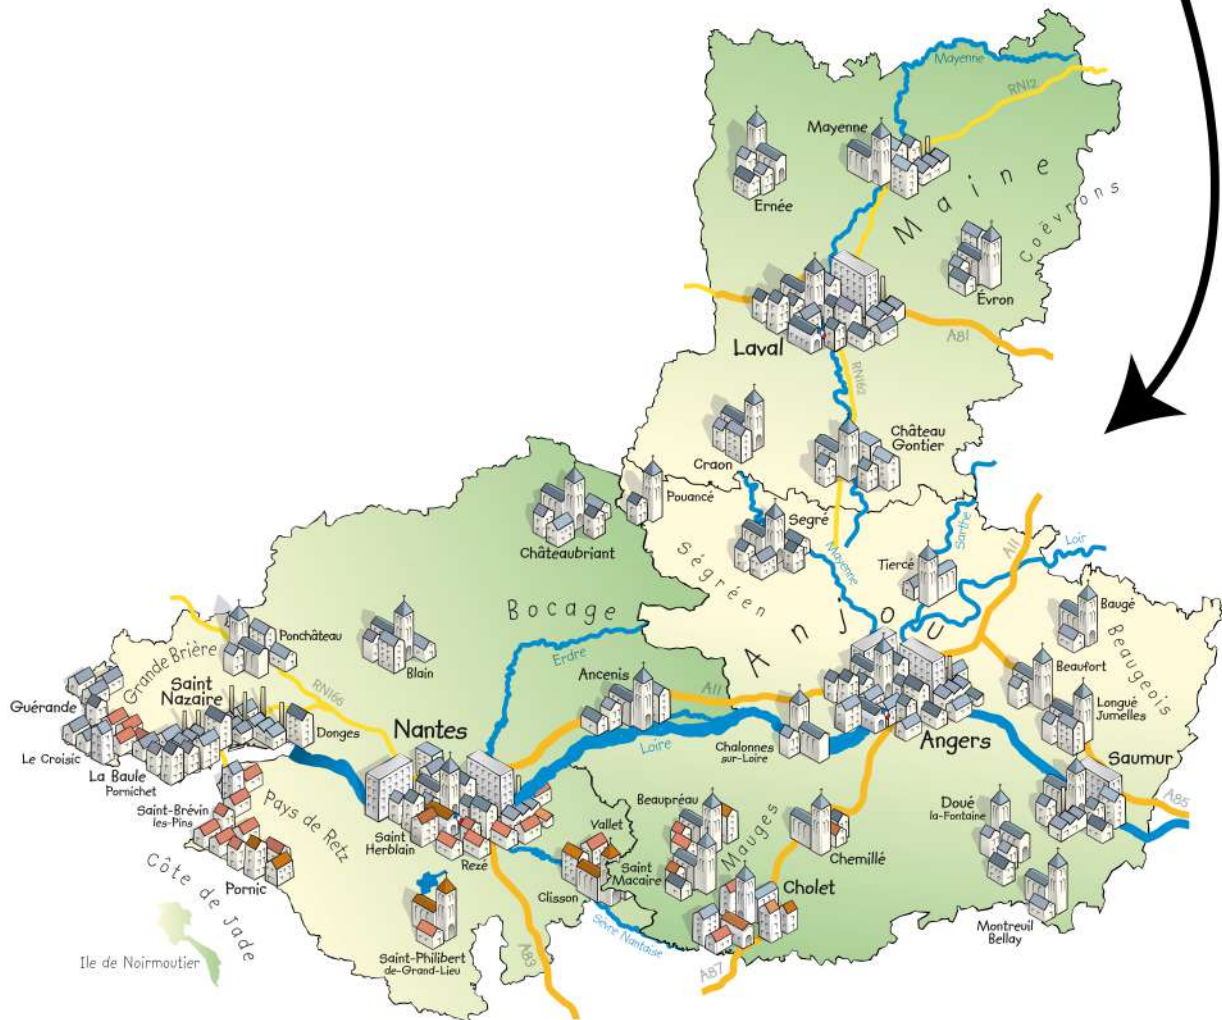 Mayenne
RN12
Mayenne
Maine
Coëvrons
Ernée
Évron
Laval
A81
RN162
Château
Gontier
Craon
Pouancé
Segré
Châteaubriant
Ségréen
Mayenne
Sarthe
A11
Loir
Tiercé
Anjou
Baugé
Beaugeois
Bocage
Ponchâteau
Grande Brière
Blain
Erdre
Ancenis
A11
Beaufort
Longué
Jumelles
Guérande
Saint
Nazaire
RN166
Donges
Nantes
Loire
Chalonnes
sur-Loire
Angers
Saumur
Le Croisic
La Baule
Pornichet
Saint-Brévin
les-Pins
Pays de Retz
Saint
Herblain
Rezé
Vallet
Beaupréau
Mauges
Doué
la-Fontaine
A85
Chemillé
Saint
Macaire
Clisson
Cholet
Côte de Jade
Pornic
Sèvre Nantaise
Montreuil
Bellay
Ile de Noirmoutier
Saint-Philibert
de-Grand-Lieu
A83
A87